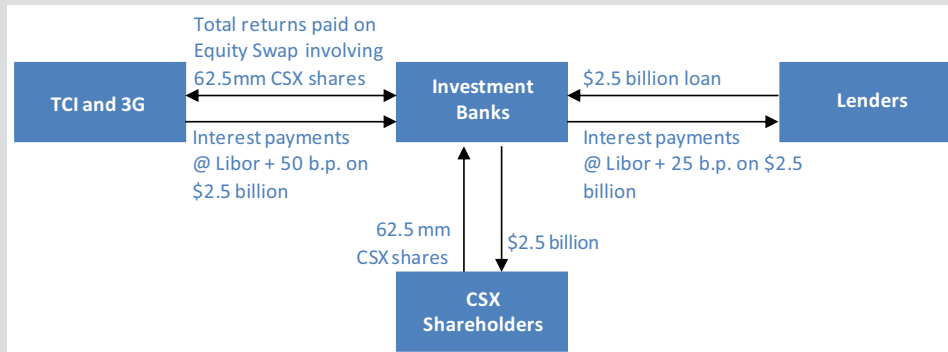 Total returns paid on
Equity Swap involving
62.5mm CSX shares
TCI and 3G
Investment
Banks
$2.5 billion loan
Lenders
Interest payments
@ Libor + 50 b.p. on
$2.5 billion
Interest payments
@ Libor + 25 b.p. on $2.5
billion
62.5 mm
CSX shares
$2.5 billion
CSX
Shareholders